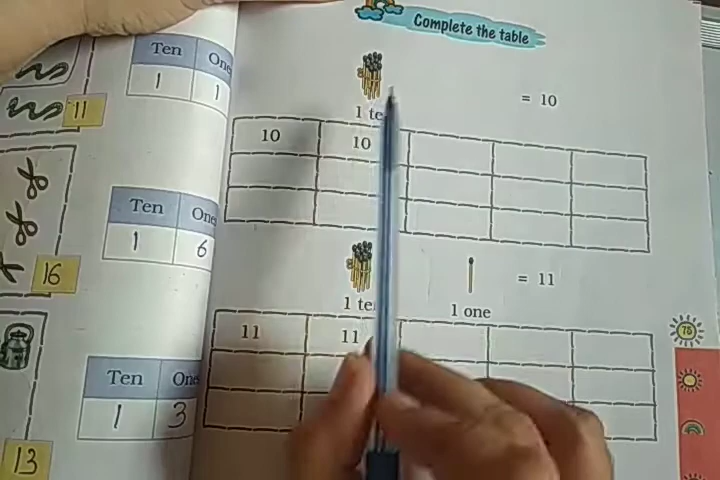 Complete the table
Ten One
1 1
11
= 10
1 te
10 10
Ten One
1 6
16
= 11
1 te 1 one
11 11
75
Ten One
1 3
13